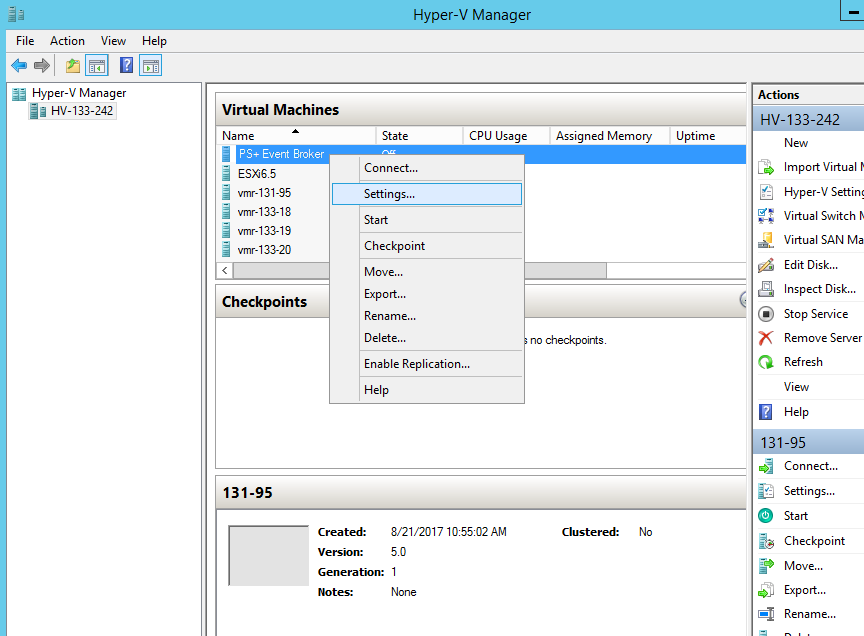 Hyper-V Manager
File Action View Help
Hyper-V Manager
HV-133-242
Virtual Machines
Name State CPU Usage Assigned Memory Uptime
PS+ Event Broker Off
ESXi6.5
vmr-131-95
vmr-133-18
vmr-133-19
vmr-133-20
Connect...
Settings...
Start
Checkpoint
Move...
Export...
Rename...
Delete...
Enable Replication...
Help
Checkpoints
no checkpoints.
131-95
Created: 8/21/2017 10:55:02 AM Clustered: No
Version: 5.0
Generation: 1
Notes: None
Actions
HV-133-242
New
Import Virtual
Hyper-V Settin
Virtual Switch
Virtual SAN Ma
Edit Disk...
Inspect Disk...
Stop Service
Remove Server
Refresh
View
Help
131-95
Connect...
Settings...
Start
Checkpoint
Move...
Export...
Rename...